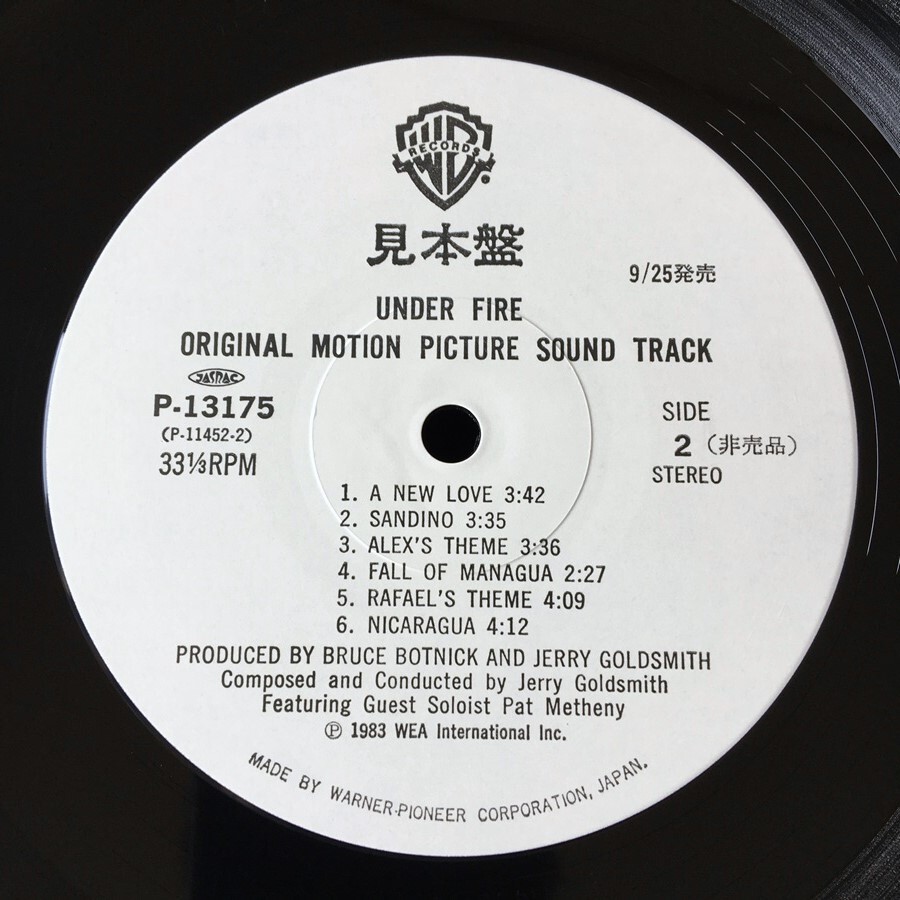 WB
RECORDS
見本盤
9/25発売
UNDER FIRE
ORIGINAL MOTION PICTURE SOUND TRACK
JASRAC
P-13175
(P-11452-2)
33⅓RPM
SIDE
2 (非売品)
STEREO
1. A NEW LOVE 3:42
2. SANDINO 3:35
3. ALEX'S THEME 3:36
4. FALL OF MANAGUA 2:27
5. RAFAEL'S THEME 4:09
6. NICARAGUA 4:12
PRODUCED BY BRUCE BOTNICK AND JERRY GOLDSMITH
Composed and Conducted by Jerry Goldsmith
Featuring Guest Soloist Pat Metheny
℗ 1983 WEA International Inc.
MADE BY WARNER-PIONEER CORPORATION, JAPAN.